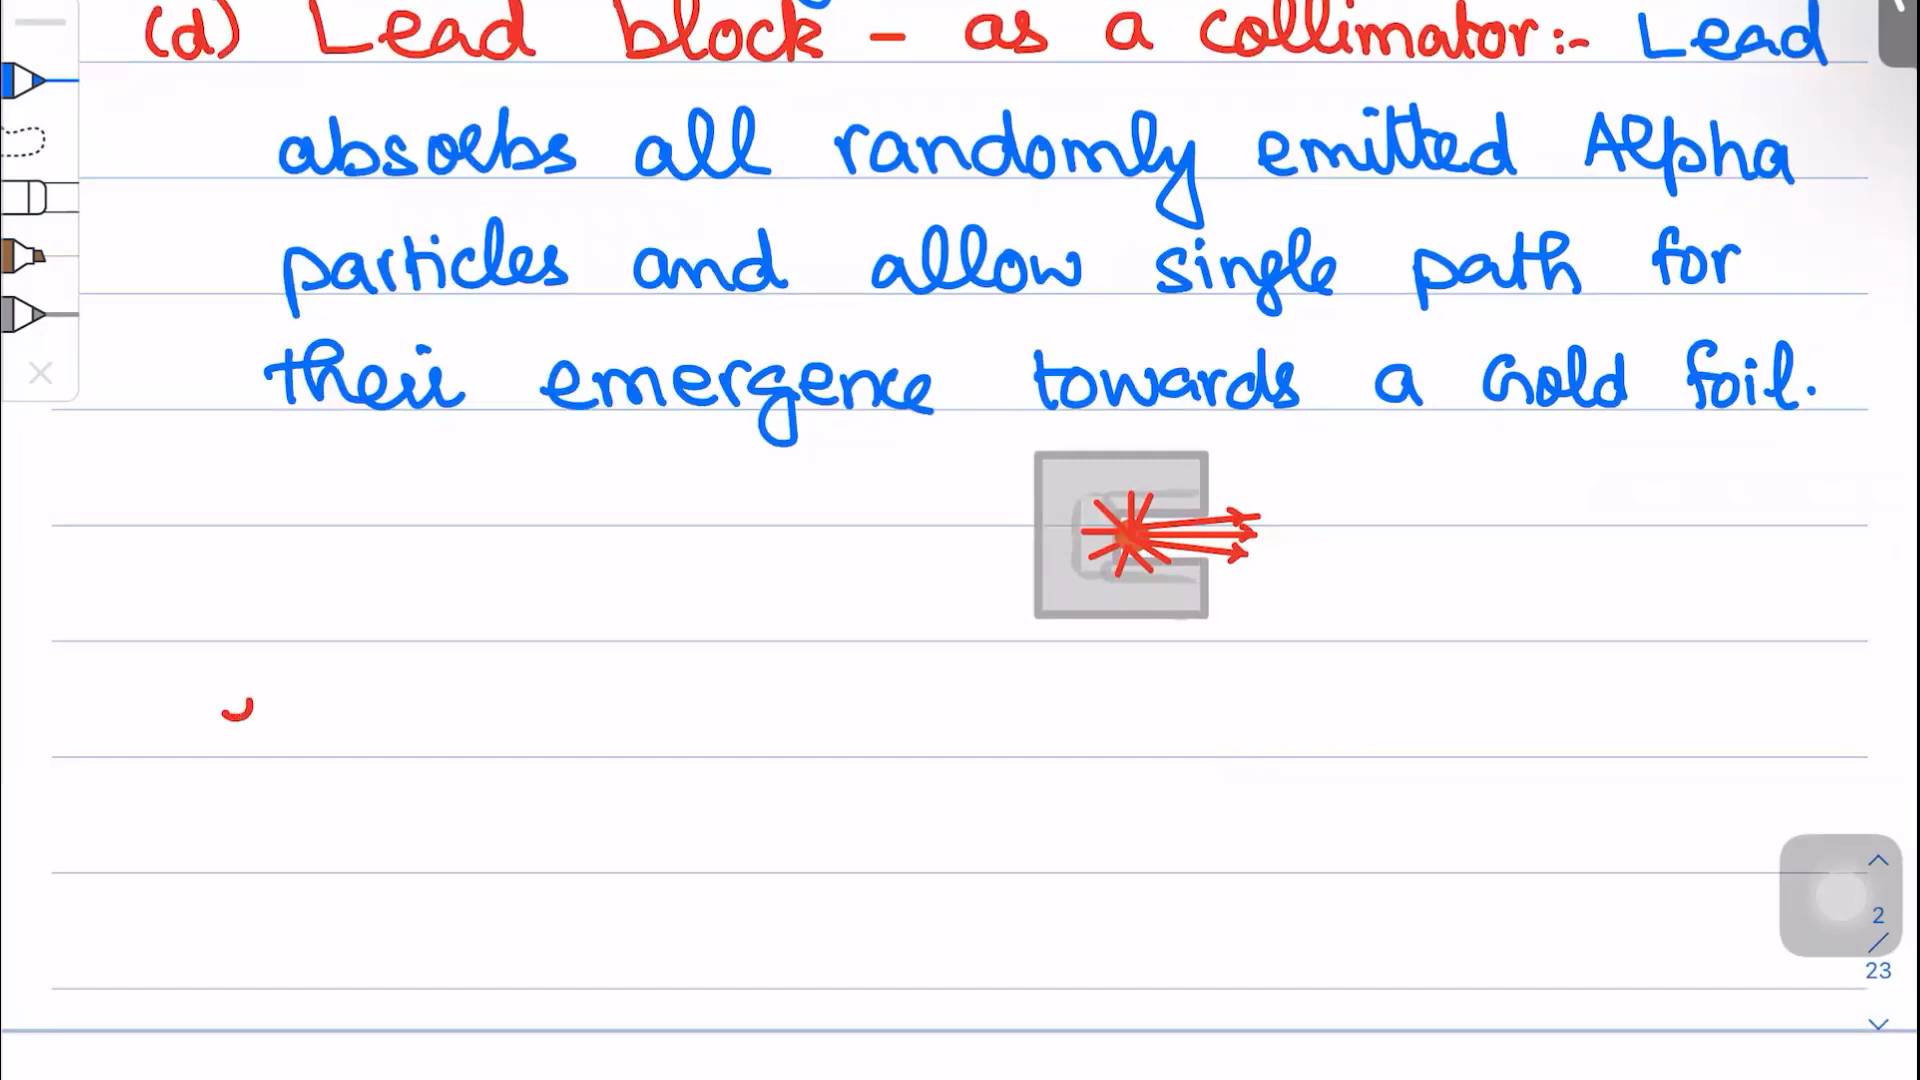 (d) Lead block - as a collimator:- Lead
absorbs all randomly emitted Alpha
particles and allow single path for
their emergence towards a Gold foil.
2
/
23